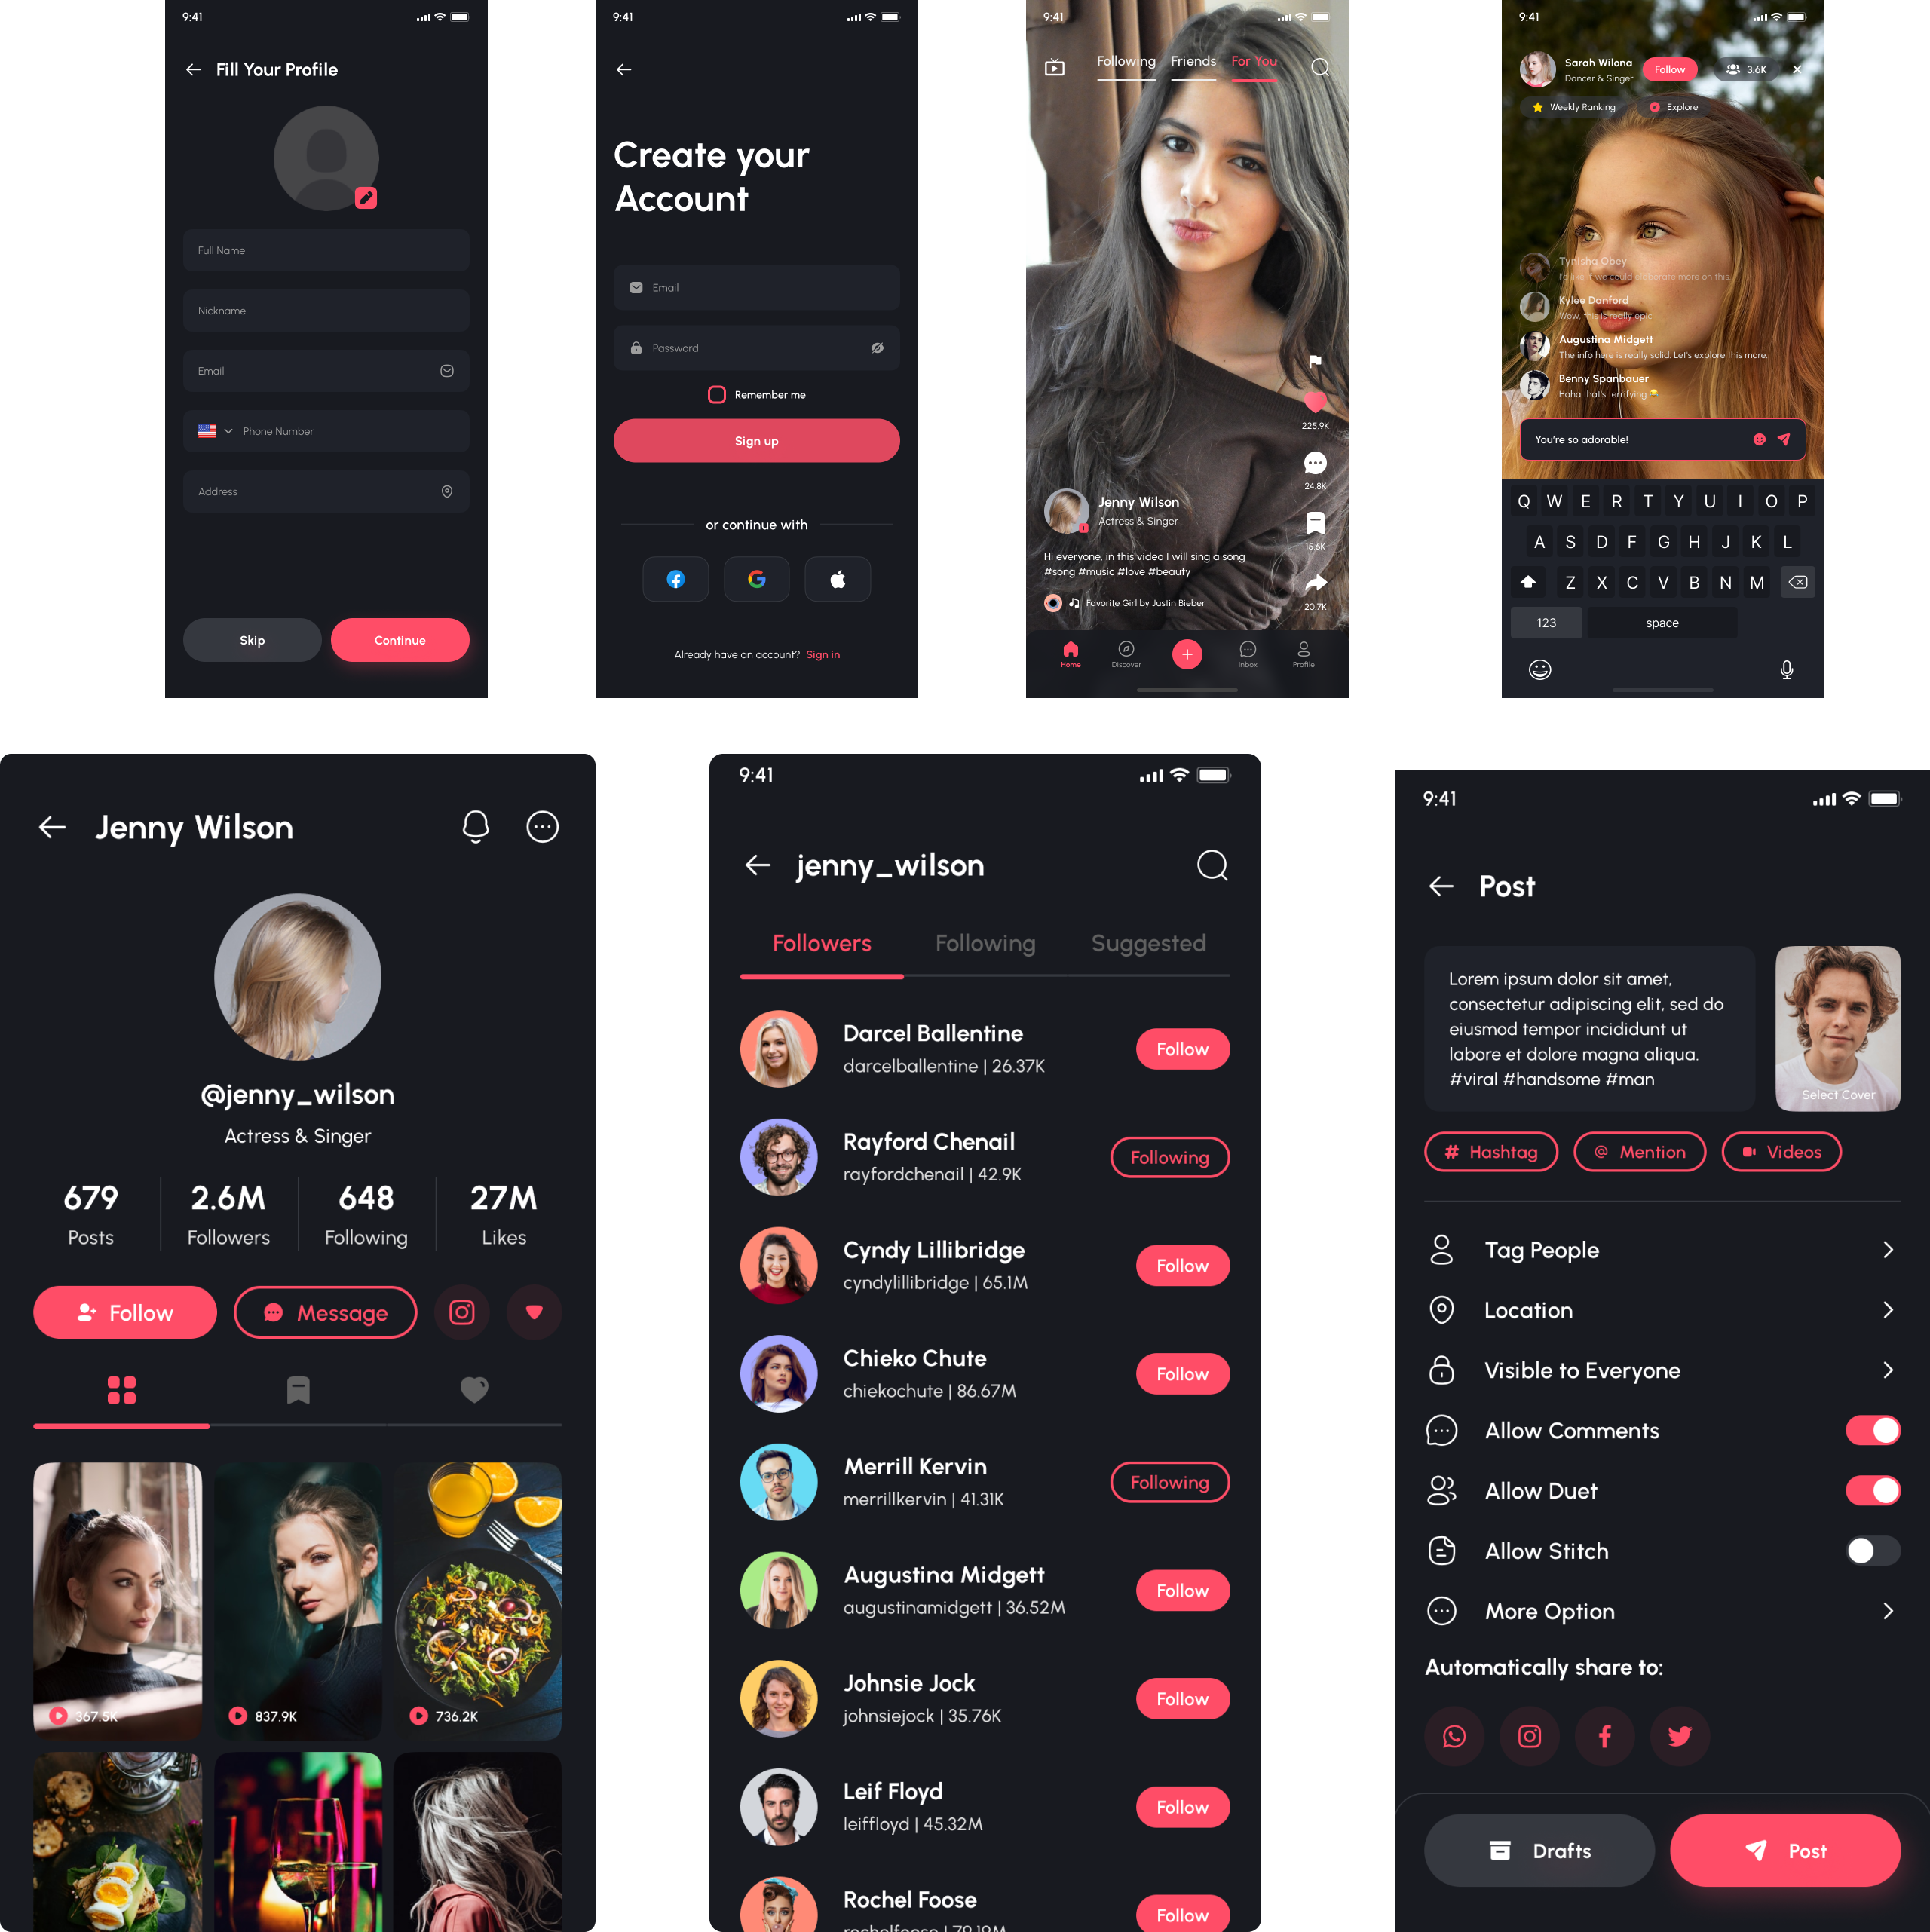 9:41
Fill Your Profile
Full Name
Nickname
Email
Phone Number
Address
Skip
Continue
9:41
Create your
Account
Email
Password
Remember me
Sign up
or continue with
Already have an account? Sign in
9:41
Following Friends For You
225.9K
24.8K
15.6K
20.7K
Jenny Wilson
Actress & Singer
Hi everyone, in this video I will sing a song
#song #music #love #beauty
Favorite Girl by Justin Bieber
Home Discover Inbox Profile
9:41
Sarah Wilona
Dancer & Singer
Follow
3.6K
Weekly Ranking
Explore
Tynisha Obey
I'd like if we could elaborate more on this
Kylee Danford
Wow, this is really epic
Augustina Midgett
The info here is really solid. Let's explore this more.
Benny Spanbauer
Haha that's terrifying 😂
You're so adorable!
Q W E R T Y U I O P
A S D F G H J K L
Z X C V B N M
123 space
Jenny Wilson
@jenny_wilson
Actress & Singer
679 2.6M 648 27M
Posts Followers Following Likes
Follow Message
367.5K 837.9K 736.2K
9:41
jenny_wilson
Followers Following Suggested
Darcel Ballentine
darcelballentine | 26.37K
Follow
Rayford Chenail
rayfordchenail | 42.9K
Following
Cyndy Lillibridge
cyndylillibridge | 65.1M
Follow
Chieko Chute
chiekochute | 86.67M
Follow
Merrill Kervin
merrillkervin | 41.31K
Following
Augustina Midgett
augustinamidgett | 36.52M
Follow
Johnsie Jock
johnsiejock | 35.76K
Follow
Leif Floyd
leiffloyd | 45.32M
Follow
Rochel Foose
Follow
9:41
Post
Lorem ipsum dolor sit amet,
consectetur adipiscing elit, sed do
eiusmod tempor incididunt ut
labore et dolore magna aliqua.
#viral #handsome #man
Select Cover
# Hashtag
@ Mention
Videos
Tag People
Location
Visible to Everyone
Allow Comments
Allow Duet
Allow Stitch
More Option
Automatically share to:
Drafts
Post